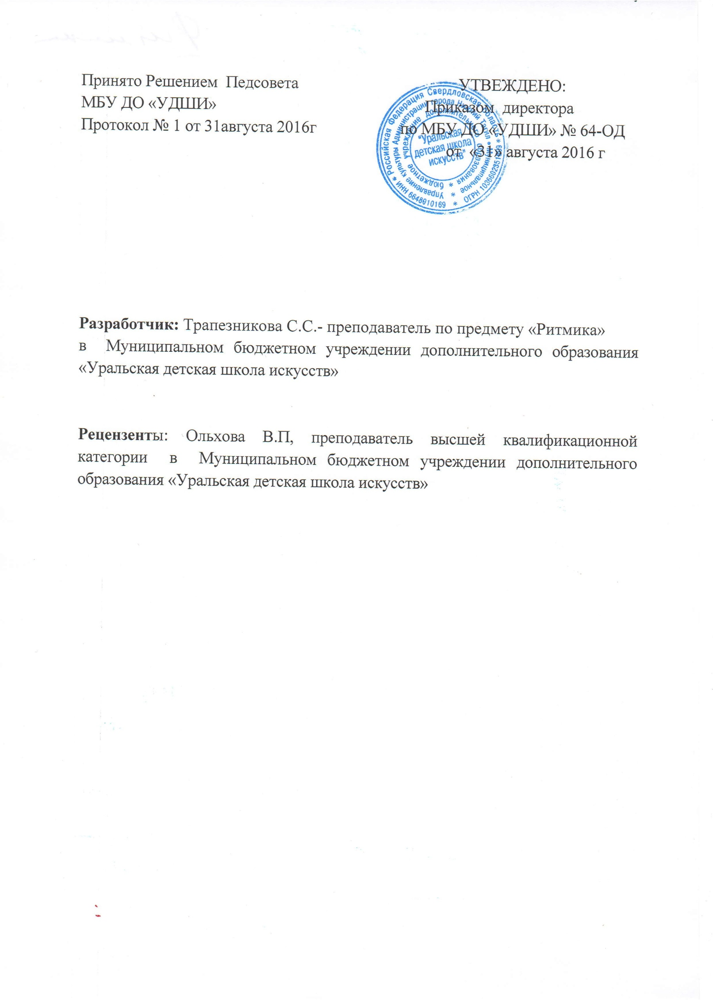 Принято Решением Педсовета
МБУ ДО «УДШИ»
Протокол № 1 от 31августа 2016г
УТВЕЖДЕНО:
Приказом директора
по МБУ ДО «УДШИ» № 64-ОД
от «31» августа 2016 г
* Российская Федерация Свердловская область *
ИНН 6648010169 * ОГРН 1036602351
Управление культуры Администрации города Нижний Тагил • Муниципальное *
бюджетное учреждение дополнительного образования *
“Уральская
детская школа
искусств”
Разработчик: Трапезникова С.С.- преподаватель по предмету «Ритмика»
в Муниципальном бюджетном учреждении дополнительного образования
«Уральская детская школа искусств»
Рецензенты: Ольхова В.П, преподаватель высшей квалификационной
категории в Муниципальном бюджетном учреждении дополнительного
образования «Уральская детская школа искусств»